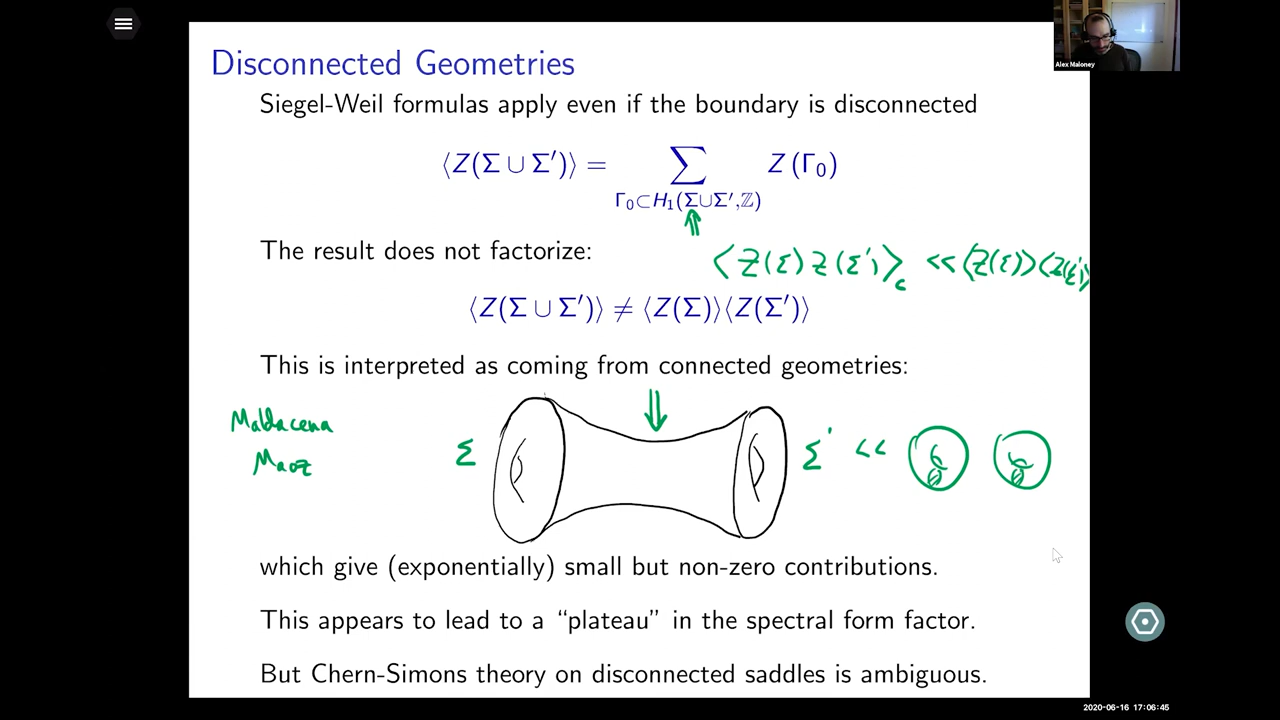 Alex Maloney
Disconnected Geometries
Siegel-Weil formulas apply even if the boundary is disconnected
⟨Z(Σ ∪ Σ′)⟩ = ∑ Z (Γ₀)
Γ₀⊂H₁(Σ∪Σ′,ℤ)
The result does not factorize:
⟨Z(Σ) Z(Σ′)⟩c << ⟨Z(Σ)⟩⟨Z(Σ′)⟩
⟨Z(Σ ∪ Σ′)⟩ ≠ ⟨Z(Σ)⟩⟨Z(Σ′)⟩
This is interpreted as coming from connected geometries:
Maldacena
Maoz
Σ Σ′ <<
which give (exponentially) small but non-zero contributions.
This appears to lead to a “plateau” in the spectral form factor.
But Chern-Simons theory on disconnected saddles is ambiguous.
2020-06-16 17:06:45